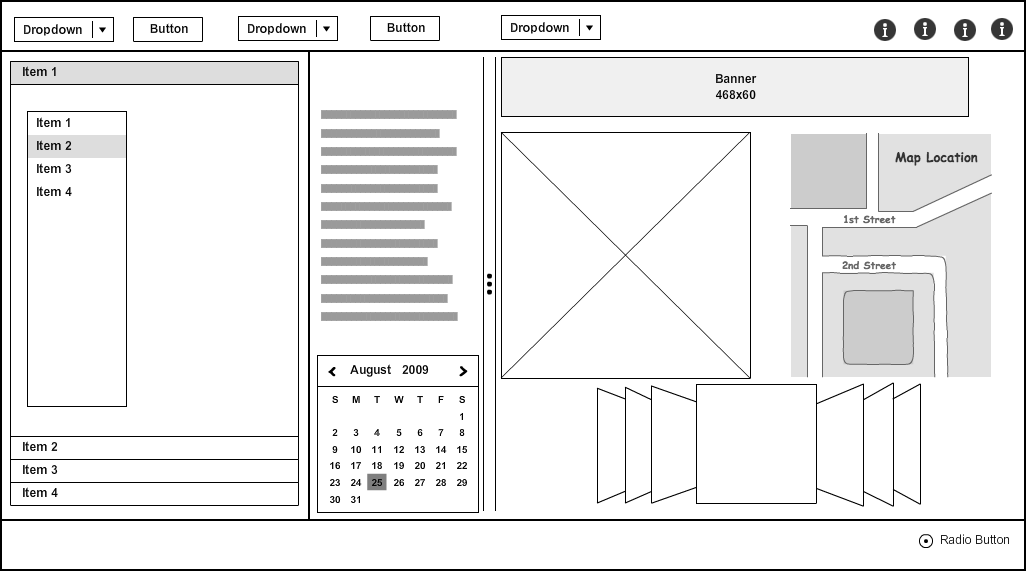 Dropdown Button Dropdown Button Dropdown
Item 1
Item 1
Item 2
Item 3
Item 4
Item 2
Item 3
Item 4
August 2009
S M T W T F S
1
2 3 4 5 6 7 8
9 10 11 12 13 14 15
16 17 18 19 20 21 22
23 24 25 26 27 28 29
30 31
Banner
468x60
Map Location
1st Street
2nd Street
Radio Button